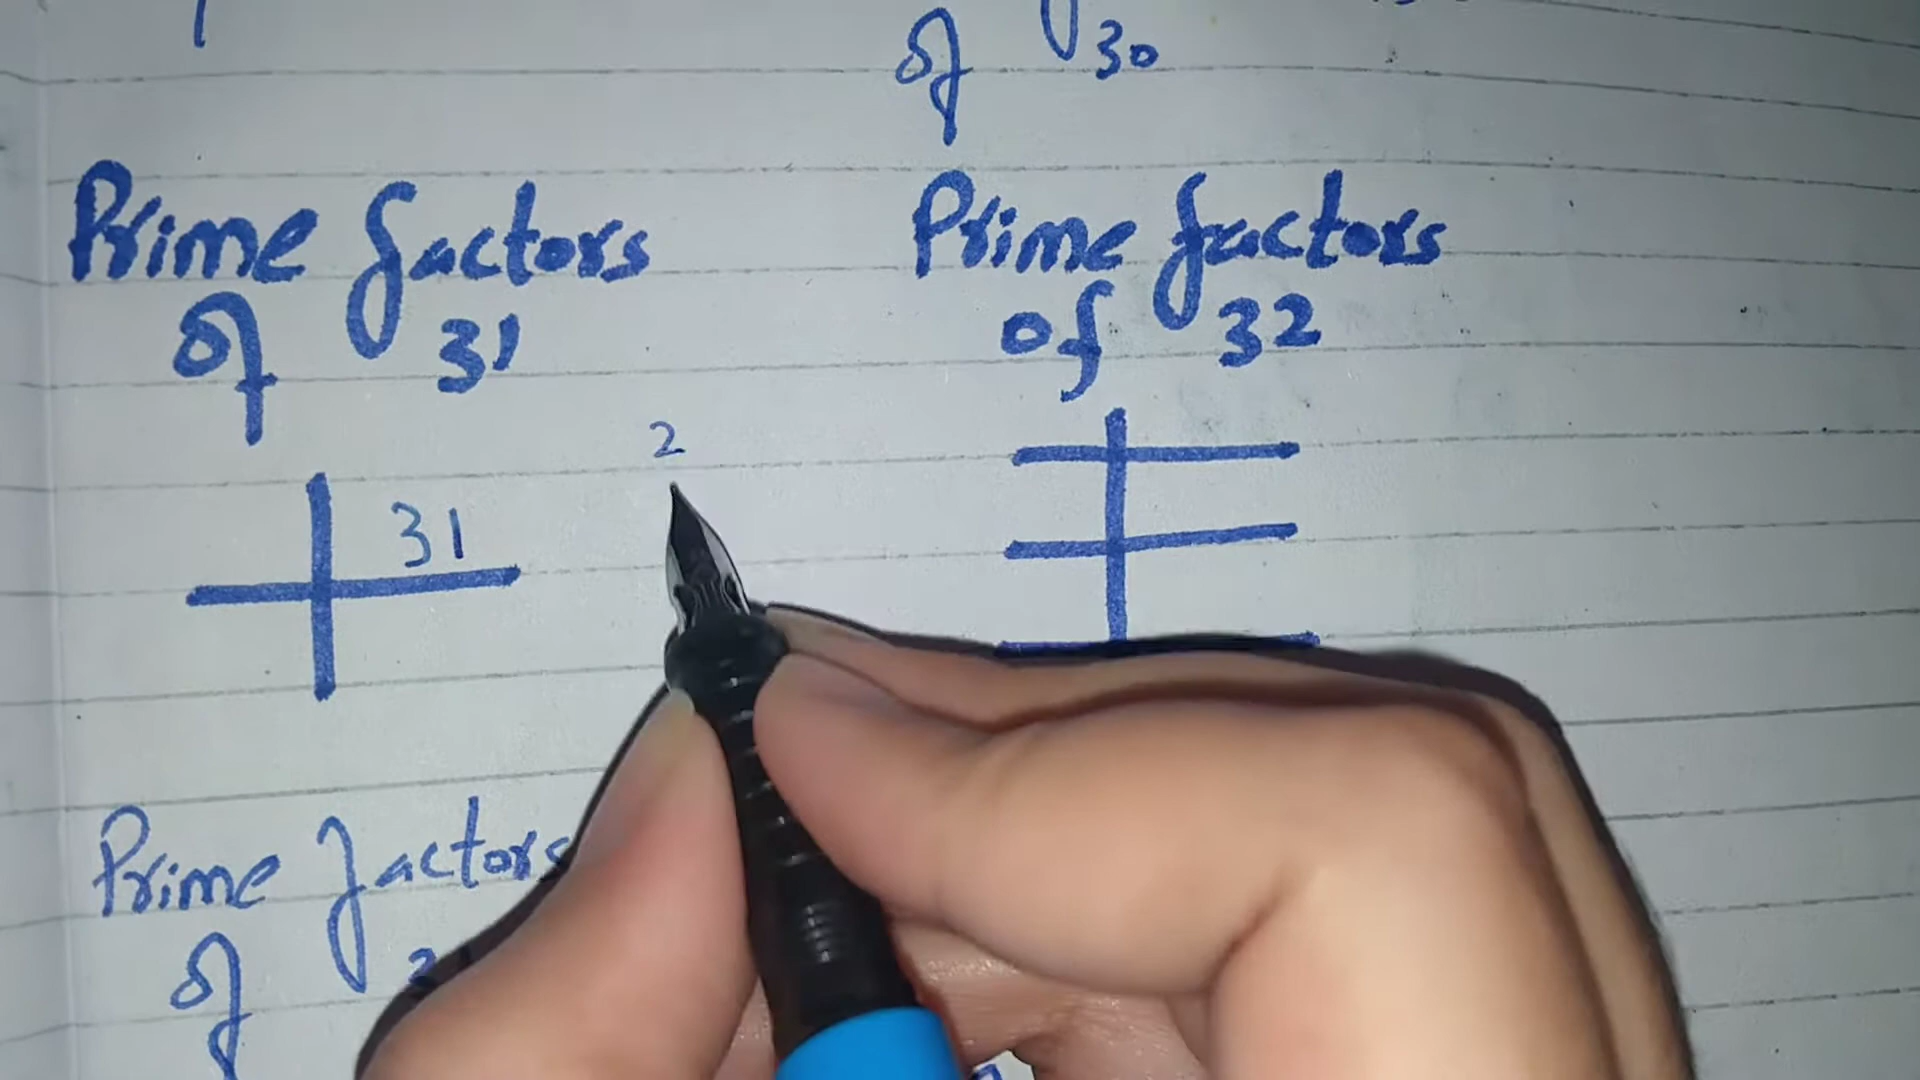 of 30
Prime factors
of 31
Prime factors
of 32
2
31
Prime factors
of